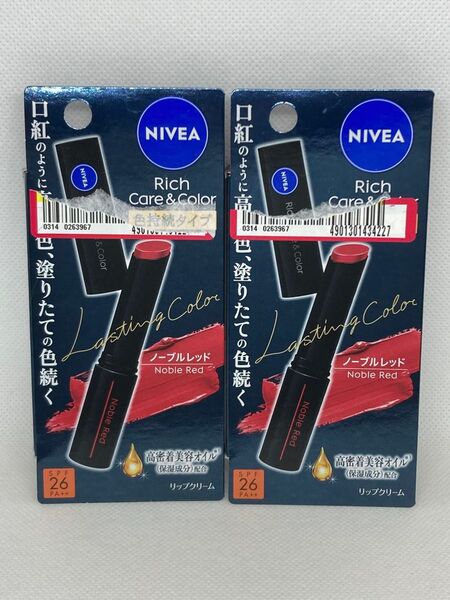 NIVEA
Rich
Care & Color
色持続タイプ
0314 0263967
口紅のように高
色、塗りたての色続く
NIVEA
& Color
Lasting Color
ノーブルレッド
Noble Red
Noble Red
高密着美容オイル*1
(保湿成分)配合
SPF
26
PA++
リップクリーム
NIVEA
Rich
Care & Color
0314 0263967
4901301434227
口紅のように高
色、塗りたての色続く
NIVEA
& Color
Lasting Color
ノーブルレッド
Noble Red
Noble Red
高密着美容オイル*1
(保湿成分)配合
SPF
26
PA++
リップクリーム